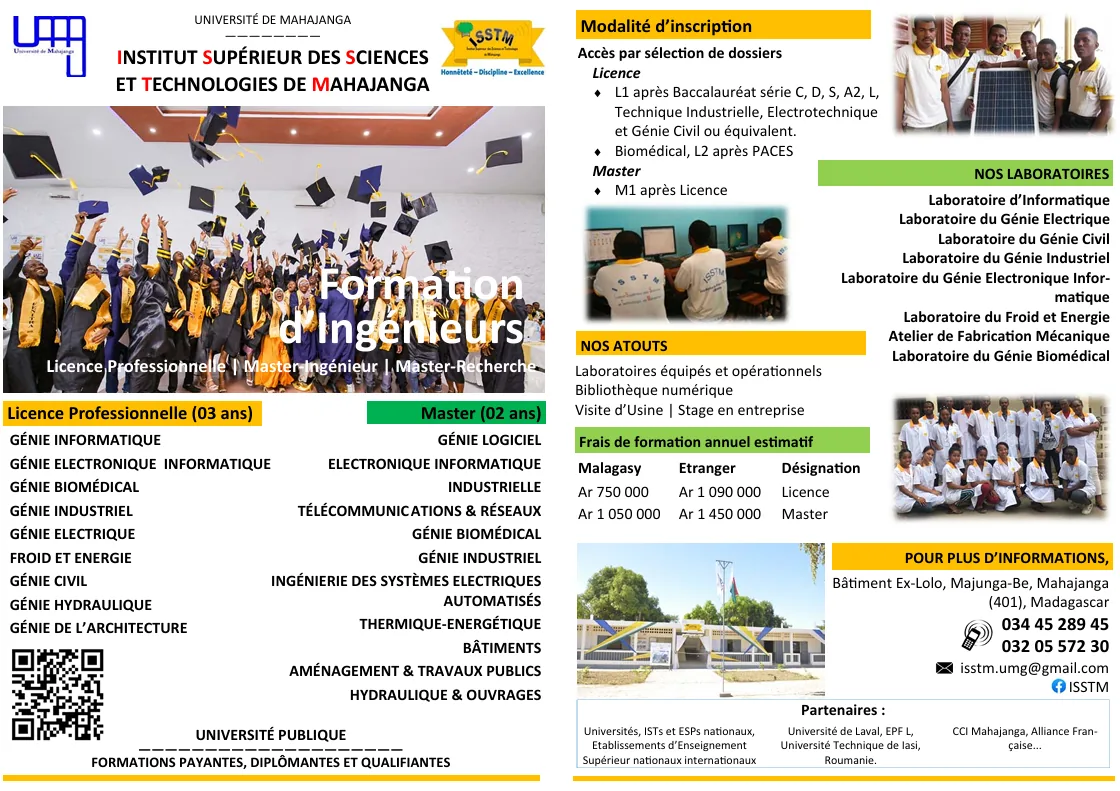 Université de Mahajanga
ISSTM
Institut Supérieur des Sciences et Technologies
de Mahajanga
Honnêteté – Discipline – Excellence
UNIVERSITÉ DE MAHAJANGA
————————
INSTITUT SUPÉRIEUR DES SCIENCES
ET TECHNOLOGIES DE MAHAJANGA
Formation
d’Ingénieurs
Licence Professionnelle | Master-Ingénieur | Master-Recherche
Licence Professionnelle (03 ans)
GÉNIE INFORMATIQUE
GÉNIE ELECTRONIQUE INFORMATIQUE
GÉNIE BIOMÉDICAL
GÉNIE INDUSTRIEL
GÉNIE ELECTRIQUE
FROID ET ENERGIE
GÉNIE CIVIL
GÉNIE HYDRAULIQUE
GÉNIE DE L’ARCHITECTURE
Master (02 ans)
GÉNIE LOGICIEL
ELECTRONIQUE INFORMATIQUE
INDUSTRIELLE
TÉLÉCOMMUNICATIONS & RÉSEAUX
GÉNIE BIOMÉDICAL
GÉNIE INDUSTRIEL
INGÉNIERIE DES SYSTÈMES ELECTRIQUES
AUTOMATISÉS
THERMIQUE-ENERGÉTIQUE
BÂTIMENTS
AMÉNAGEMENT & TRAVAUX PUBLICS
HYDRAULIQUE & OUVRAGES
UNIVERSITÉ PUBLIQUE
————————————————————
FORMATIONS PAYANTES, DIPLÔMANTES ET QUALIFIANTES
Modalité d’inscription
Accès par sélection de dossiers
Licence
♦ L1 après Baccalauréat série C, D, S, A2, L,
Technique Industrielle, Electrotechnique
et Génie Civil ou équivalent.
♦ Biomédical, L2 après PACES
Master
♦ M1 après Licence
I S T M
ISSTM
NOS ATOUTS
Laboratoires équipés et opérationnels
Bibliothèque numérique
Visite d’Usine | Stage en entreprise
Frais de formation annuel estimatif
Malagasy Etranger Désignation
Ar 750 000 Ar 1 090 000 Licence
Ar 1 050 000 Ar 1 450 000 Master
NOS LABORATOIRES
Laboratoire d’Informatique
Laboratoire du Génie Electrique
Laboratoire du Génie Civil
Laboratoire du Génie Industriel
Laboratoire du Génie Electronique Infor-
matique
Laboratoire du Froid et Energie
Atelier de Fabrication Mécanique
Laboratoire du Génie Biomédical
POUR PLUS D’INFORMATIONS,
Bâtiment Ex-Lolo, Majunga-Be, Mahajanga
(401), Madagascar
034 45 289 45
032 05 572 30
isstm.umg@gmail.com
ISSTM
Partenaires :
Universités, ISTs et ESPs nationaux,
Etablissements d’Enseignement
Supérieur nationaux internationaux
Université de Laval, EPF L,
Université Technique de Iasi,
Roumanie.
CCI Mahajanga, Alliance Fran-
çaise...